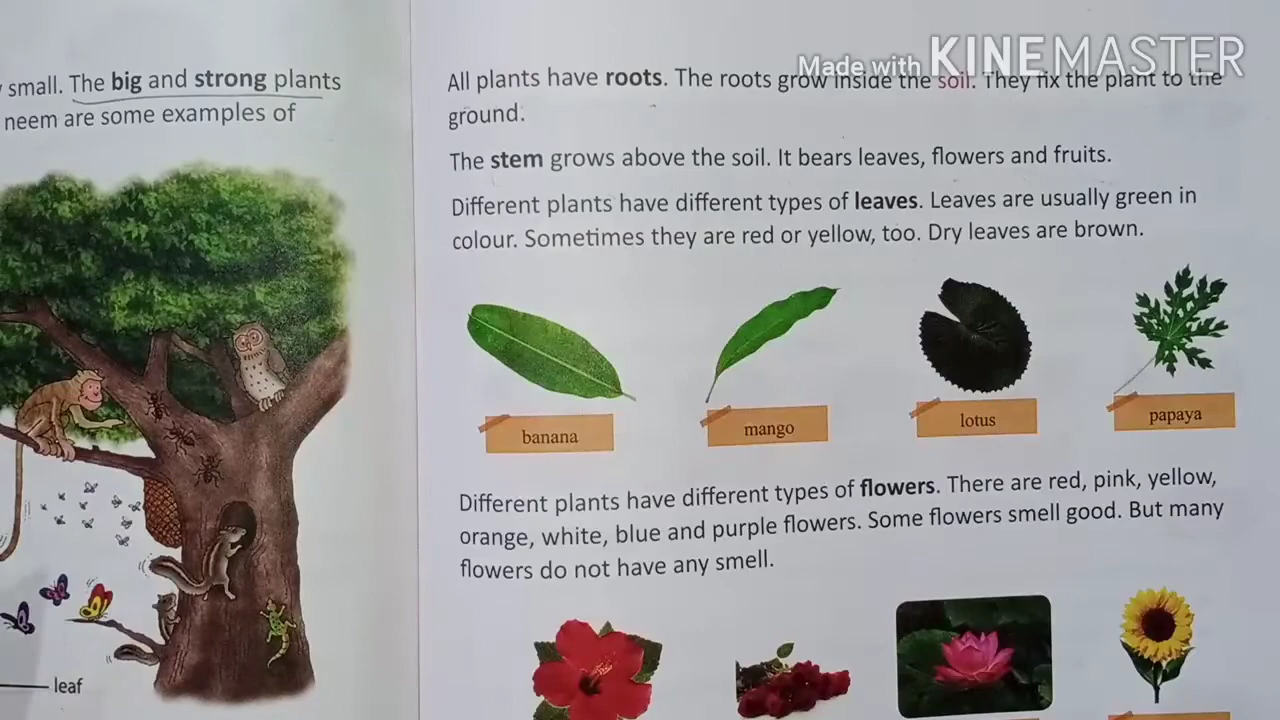 small. The big and strong plants
neem are some examples of
leaf
Made with KINEMASTER
All plants have roots. The roots grow inside the soil. They fix the plant to the
ground.
The stem grows above the soil. It bears leaves, flowers and fruits.
Different plants have different types of leaves. Leaves are usually green in
colour. Sometimes they are red or yellow, too. Dry leaves are brown.
banana
mango
lotus
papaya
Different plants have different types of flowers. There are red, pink, yellow,
orange, white, blue and purple flowers. Some flowers smell good. But many
flowers do not have any smell.